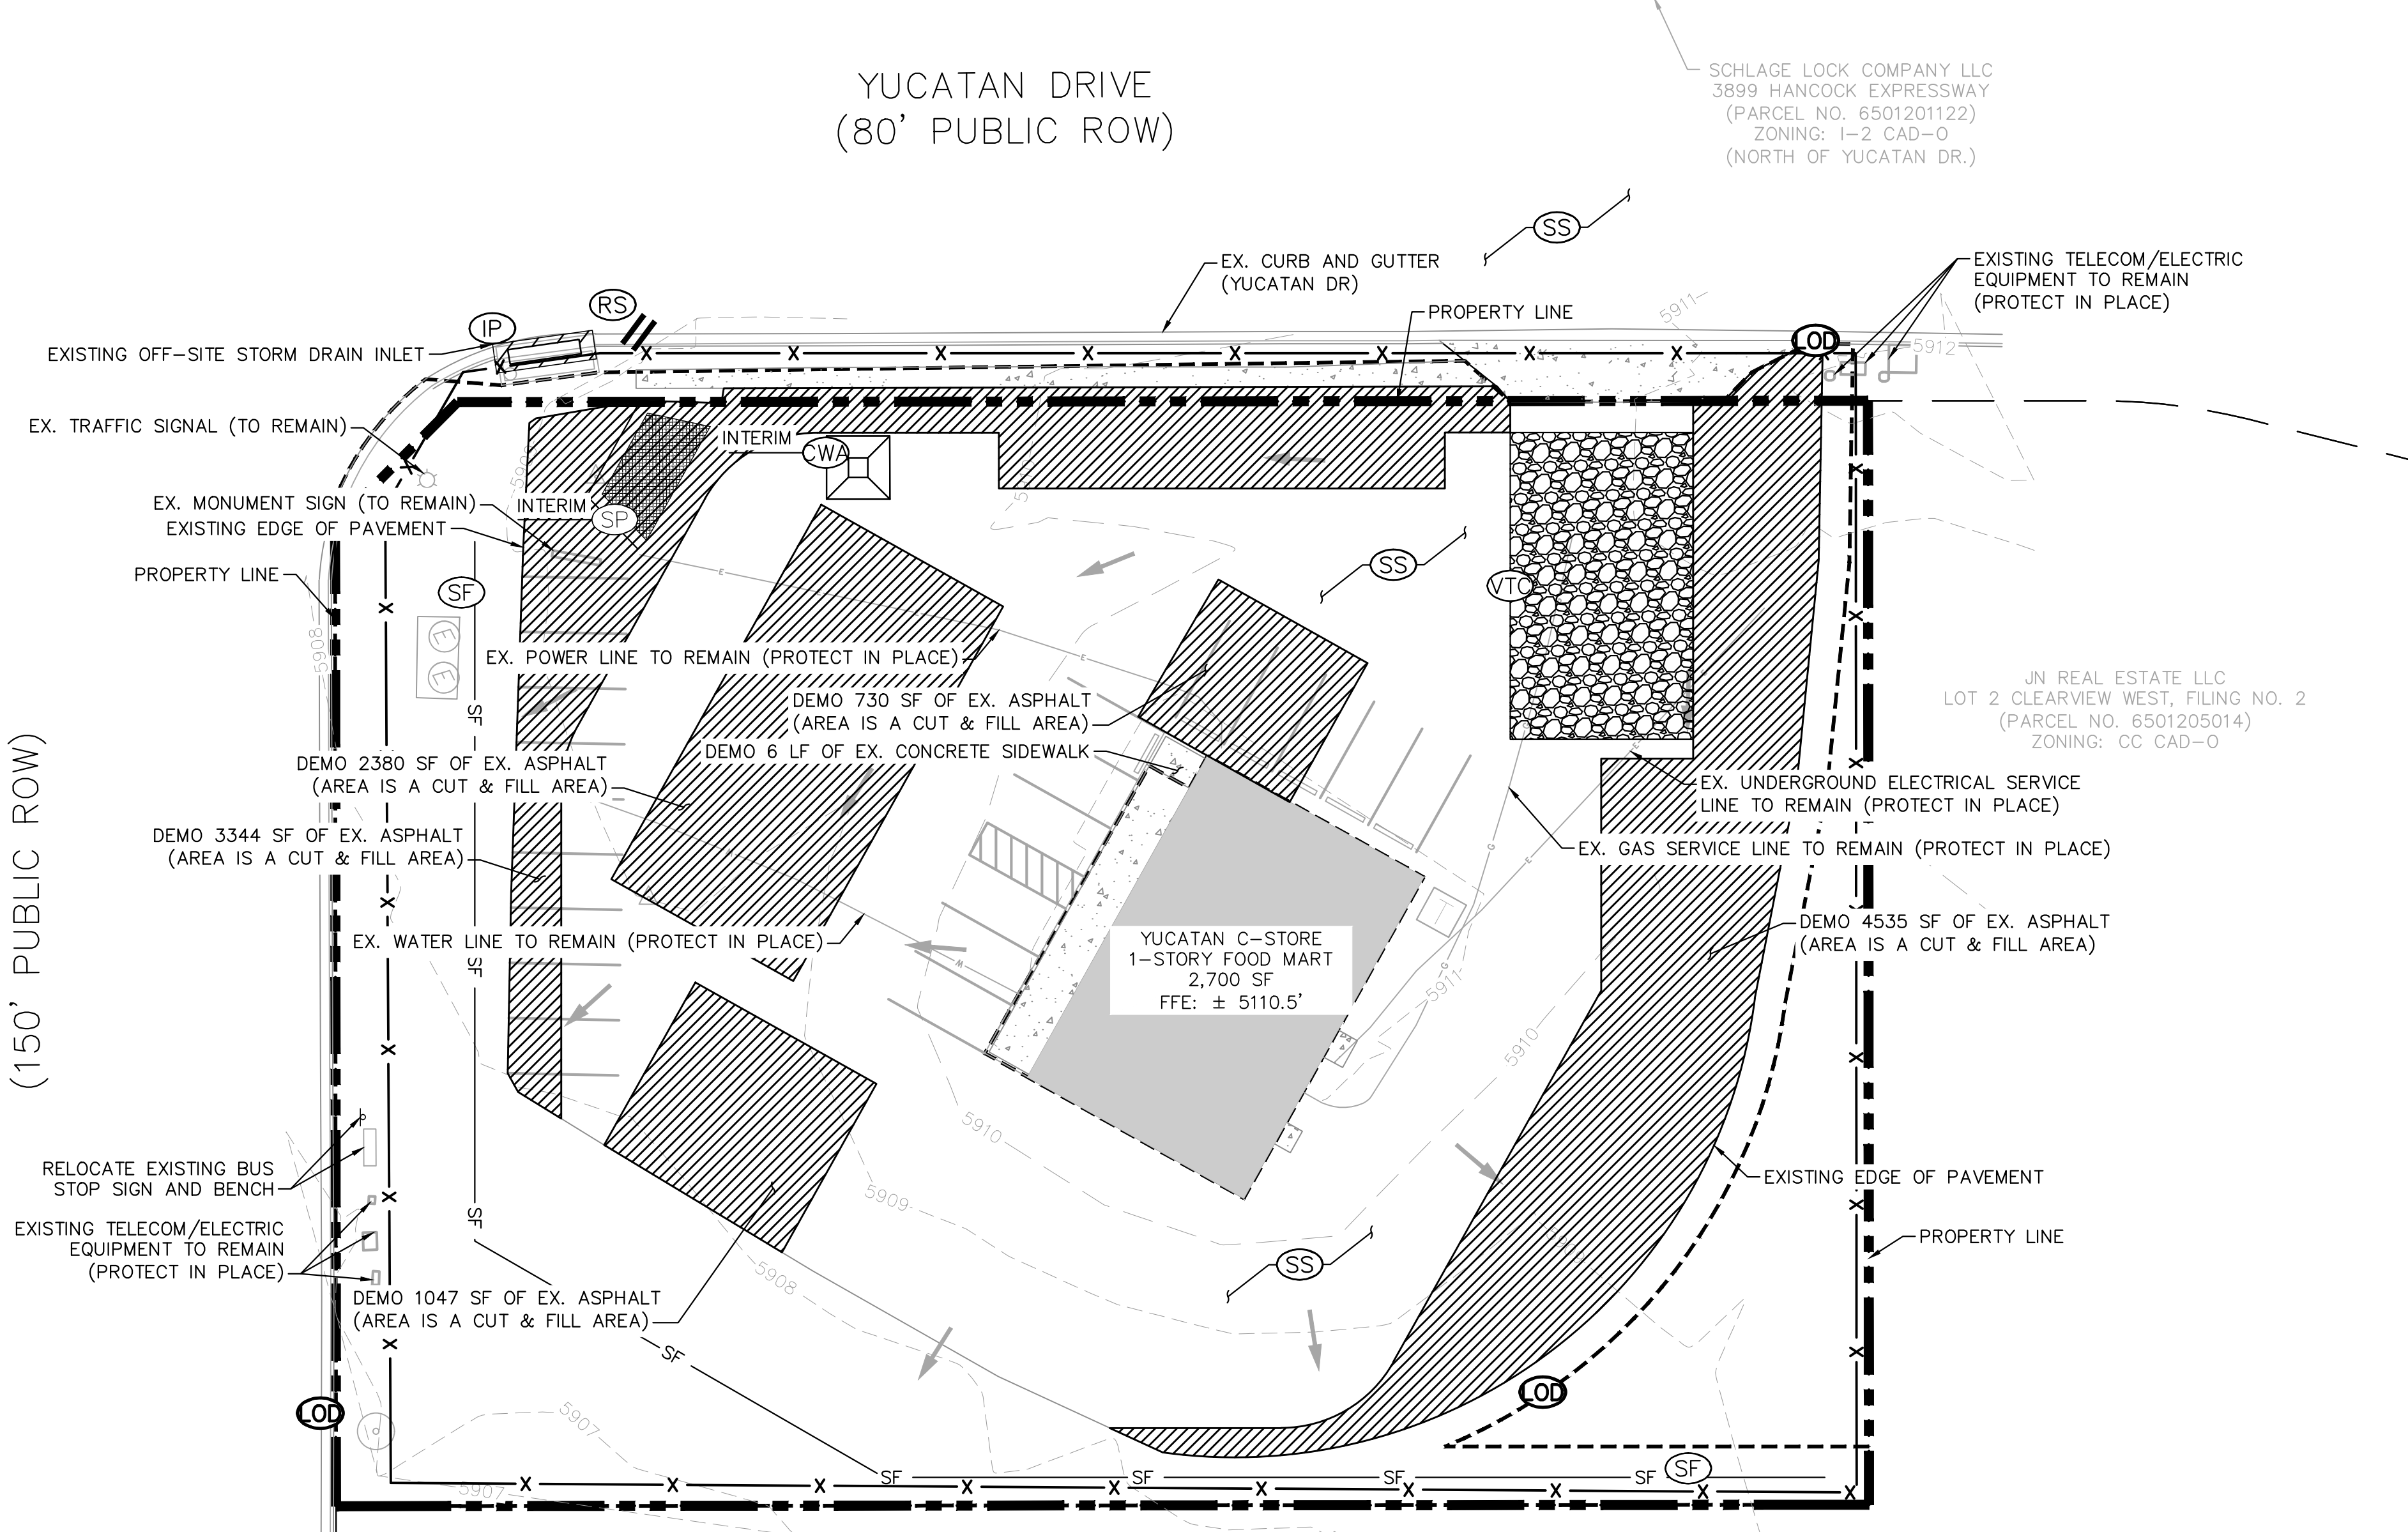 YUCATAN DRIVE
(80' PUBLIC ROW)
SCHLAGE LOCK COMPANY LLC
3899 HANCOCK EXPRESSWAY
(PARCEL NO. 6501201122)
ZONING: I-2 CAD-O
(NORTH OF YUCATAN DR.)
SS
EX. CURB AND GUTTER
(YUCATAN DR)
EXISTING TELECOM/ELECTRIC
EQUIPMENT TO REMAIN
(PROTECT IN PLACE)
5911
PROPERTY LINE
RS
IP
LOD
5912
EXISTING OFF-SITE STORM DRAIN INLET
EX. TRAFFIC SIGNAL (TO REMAIN)
INTERIM
CWA
EX. MONUMENT SIGN (TO REMAIN)
INTERIM
SP
EXISTING EDGE OF PAVEMENT
SS
PROPERTY LINE
SF
VTC
5908
E
E
E
E
EX. POWER LINE TO REMAIN (PROTECT IN PLACE)
DEMO 730 SF OF EX. ASPHALT
(AREA IS A CUT & FILL AREA)
JN REAL ESTATE LLC
LOT 2 CLEARVIEW WEST, FILING NO. 2
(PARCEL NO. 6501205014)
ZONING: CC CAD-O
SF
DEMO 6 LF OF EX. CONCRETE SIDEWALK
DEMO 2380 SF OF EX. ASPHALT
(AREA IS A CUT & FILL AREA)
EX. UNDERGROUND ELECTRICAL SERVICE
LINE TO REMAIN (PROTECT IN PLACE)
DEMO 3344 SF OF EX. ASPHALT
(AREA IS A CUT & FILL AREA)
EX. GAS SERVICE LINE TO REMAIN (PROTECT IN PLACE)
G
E
T
(150' PUBLIC ROW)
EX. WATER LINE TO REMAIN (PROTECT IN PLACE)
W
DEMO 4535 SF OF EX. ASPHALT
(AREA IS A CUT & FILL AREA)
YUCATAN C-STORE
1-STORY FOOD MART
2,700 SF
FFE: ± 5110.5'
SF
G
5911
5910
5910
RELOCATE EXISTING BUS
STOP SIGN AND BENCH
EXISTING EDGE OF PAVEMENT
5909
SF
EXISTING TELECOM/ELECTRIC
EQUIPMENT TO REMAIN
(PROTECT IN PLACE)
PROPERTY LINE
SS
5908
DEMO 1047 SF OF EX. ASPHALT
(AREA IS A CUT & FILL AREA)
SF
LOD
LOD
5907
SF
SF
SF
SF
SF
5907